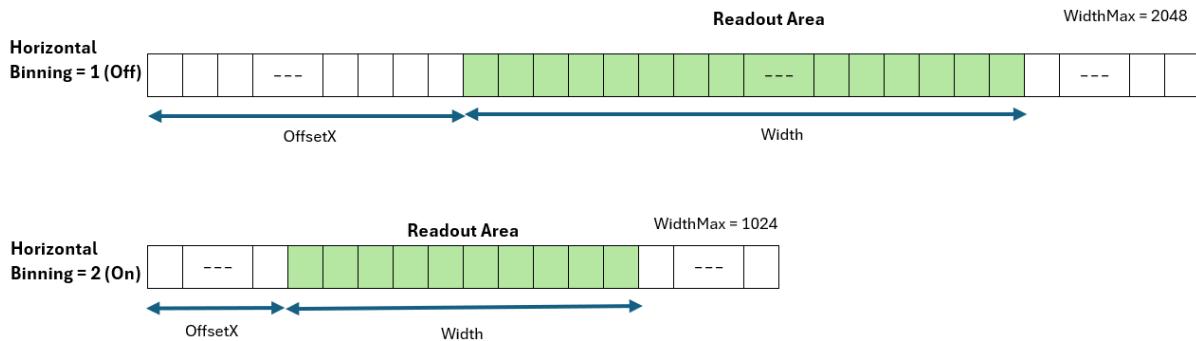 Readout Area
WidthMax = 2048
Horizontal
Binning = 1 (Off)
---
---
---
OffsetX
Width
Readout Area
WidthMax = 1024
Horizontal
Binning = 2 (On)
---
---
OffsetX
Width